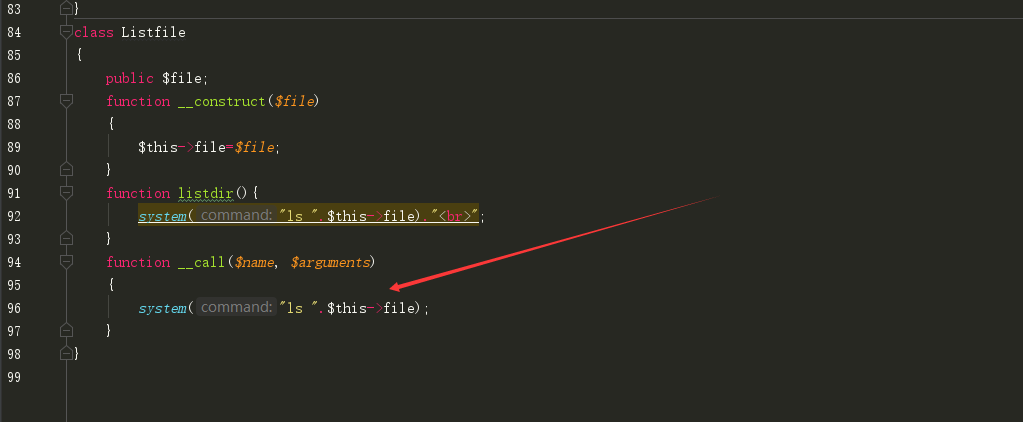 83 }
84 class Listfile
85 {
86 public $file;
87 function __construct($file)
88 {
89 $this->file=$file;
90 }
91 function listdir(){
92 system( command: "ls ".$this->file)."<br>";
93 }
94 function __call($name, $arguments)
95 {
96 system( command: "ls ".$this->file);
97 }
98 }
99